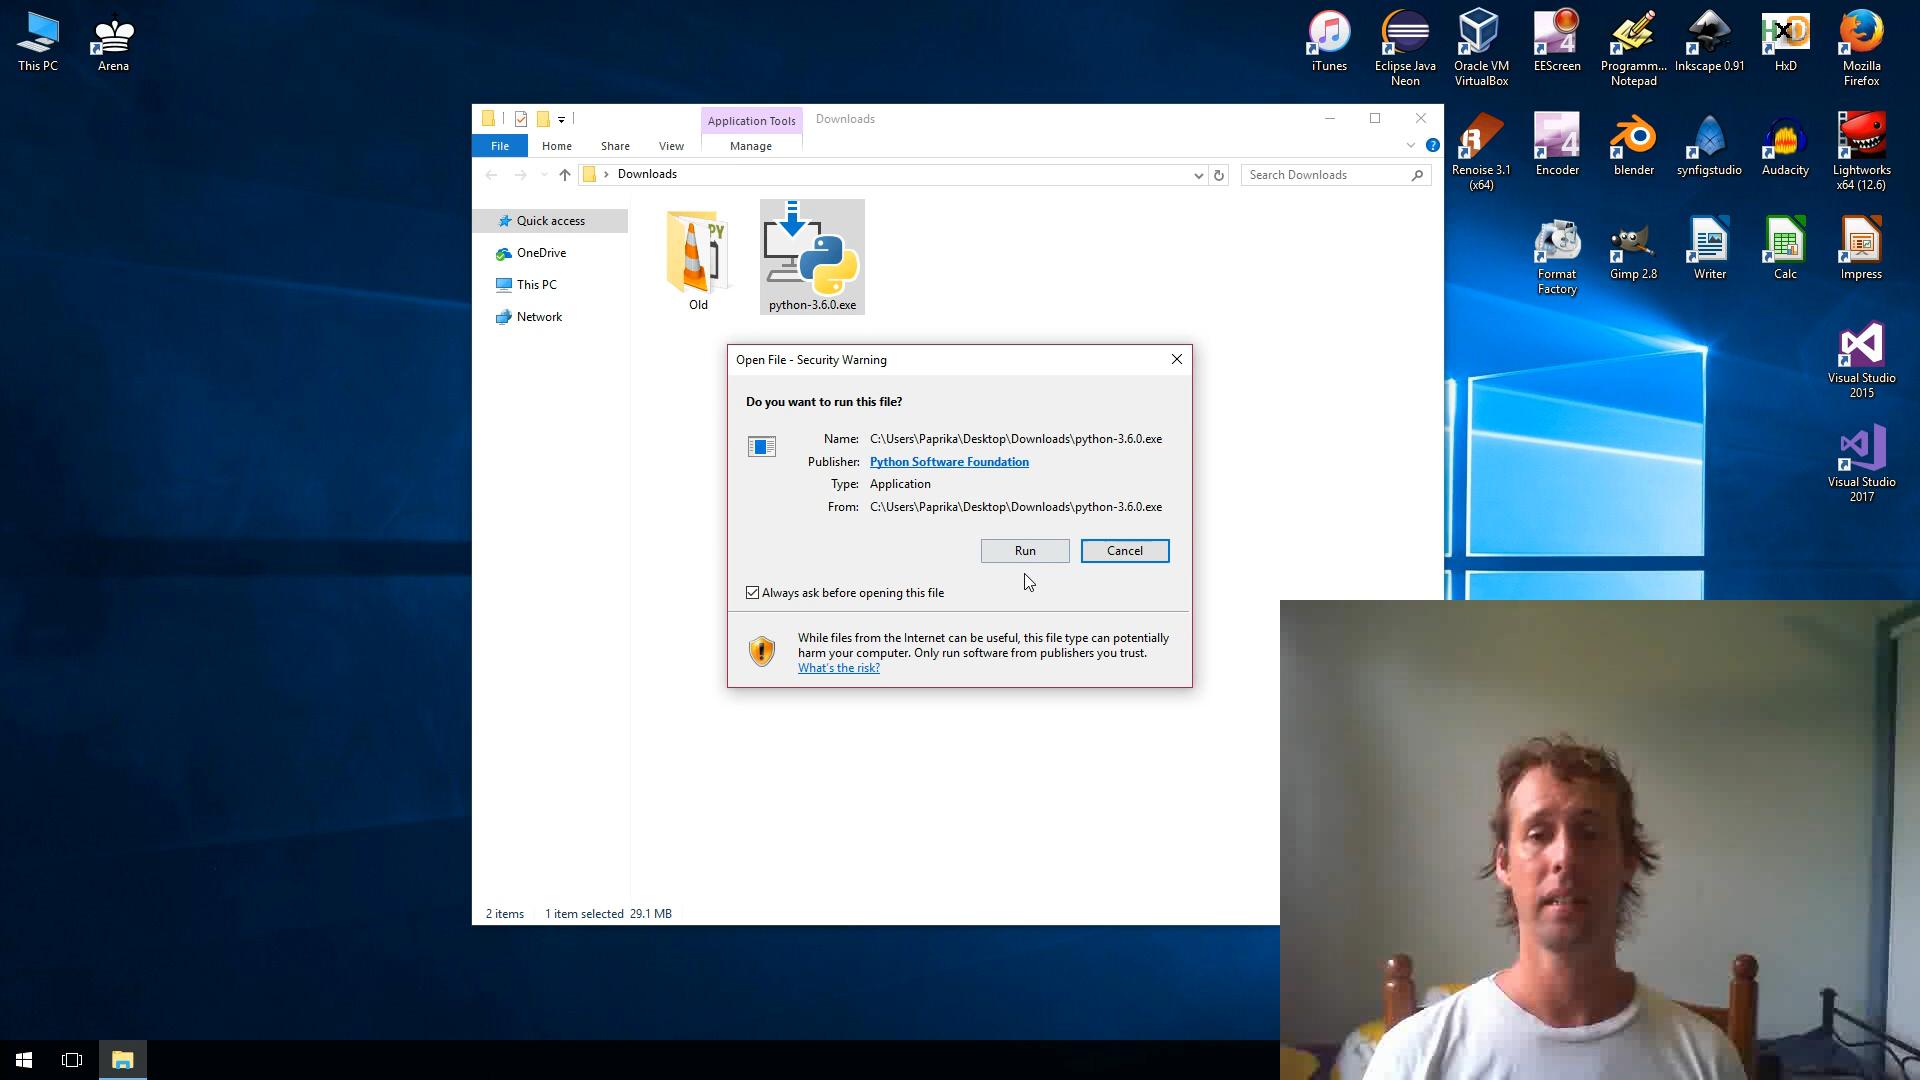 This PC
Arena
iTunes
Eclipse Java
Neon
Oracle VM
VirtualBox
EEScreen
Programm...
Notepad
Inkscape 0.91
HxD
Mozilla
Firefox
Renoise 3.1
(x64)
Encoder
blender
synfigstudio
Audacity
Lightworks
x64 (12.6)
Format
Factory
Gimp 2.8
Writer
Calc
Impress
Visual Studio
2015
Visual Studio
2017
Application Tools
Downloads
File
Home
Share
View
Manage
Downloads
Search Downloads
Quick access
OneDrive
This PC
Network
Old
python-3.6.0.exe
Open File - Security Warning
Do you want to run this file?
Name: C:\Users\Paprika\Desktop\Downloads\python-3.6.0.exe
Publisher: Python Software Foundation
Type: Application
From: C:\Users\Paprika\Desktop\Downloads\python-3.6.0.exe
Run
Cancel
Always ask before opening this file
While files from the Internet can be useful, this file type can potentially
harm your computer. Only run software from publishers you trust.
What's the risk?
2 items
1 item selected 29.1 MB